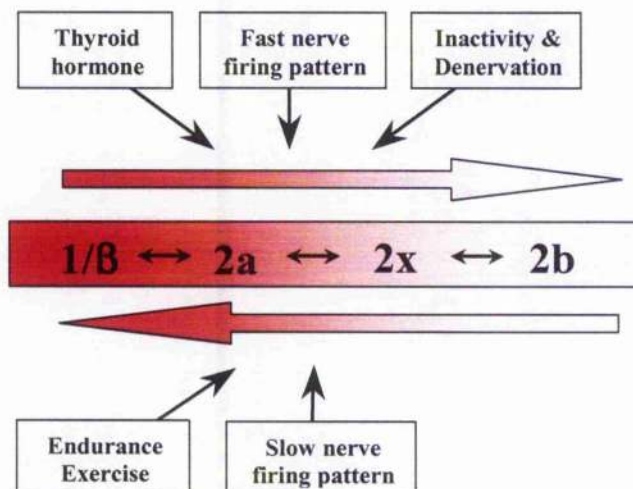 Thyroid
hormone
Fast nerve
firing pattern
Inactivity &
Denervation
1/β ↔ 2a ↔ 2x ↔ 2b
Endurance
Exercise
Slow nerve
firing pattern